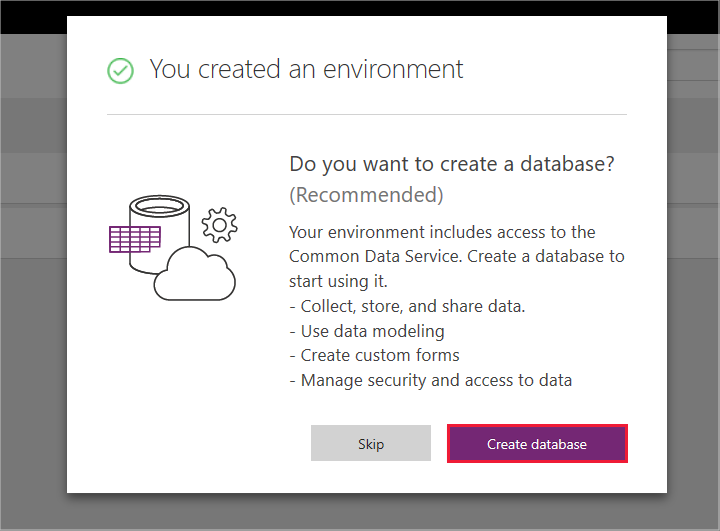 You created an environment
Do you want to create a database?
(Recommended)
Your environment includes access to the
Common Data Service. Create a database to
start using it.
- Collect, store, and share data.
- Use data modeling
- Create custom forms
- Manage security and access to data
Skip
Create database